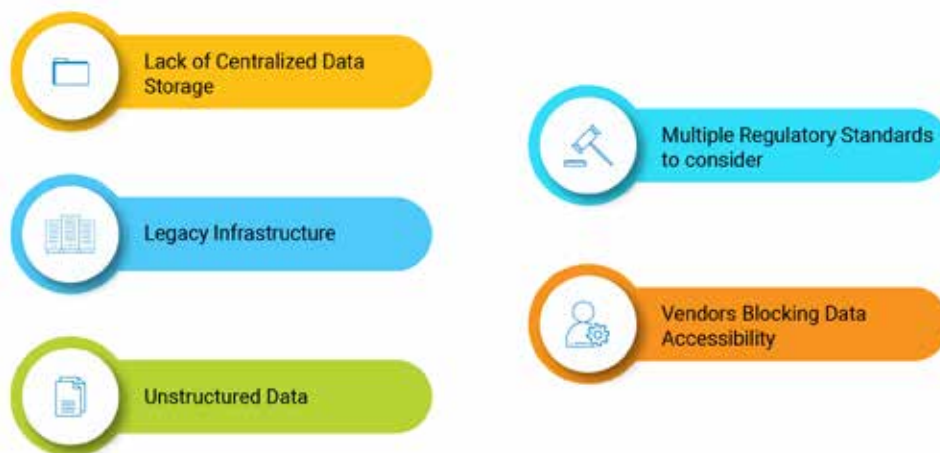 Lack of Centralized Data
Storage
Legacy Infrastructure
Unstructured Data
Multiple Regulatory Standards
to consider
Vendors Blocking Data
Accessibility